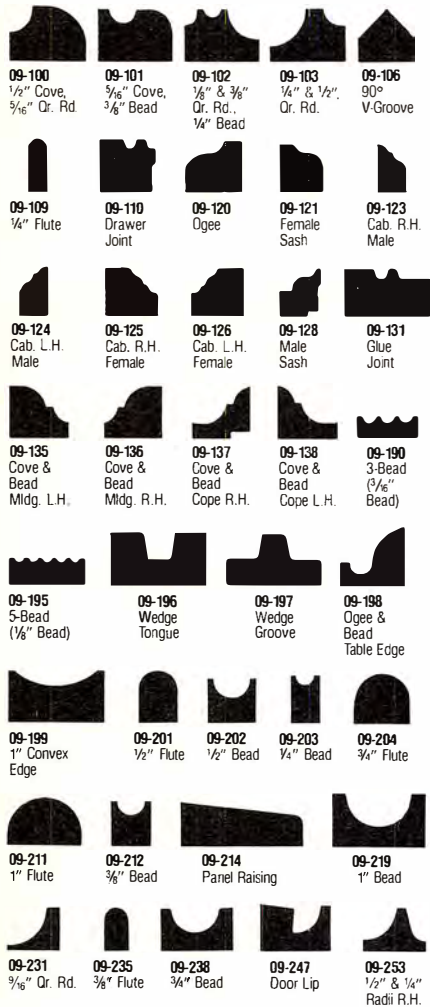 09-100
1/2" Cove,
5/16" Qr. Rd.
09-101
5/16" Cove,
3/8" Bead
09-102
1/8" & 3/8"
Qr. Rd.,
1/4" Bead
09-103
1/4" & 1/2",
Qr. Rd.
09-106
90°
V-Groove
09-109
1/4" Flute
09-110
Drawer
Joint
09-120
Ogee
09-121
Female
Sash
09-123
Cab. R.H.
Male
09-124
Cab. L.H.
Male
09-125
Cab. R.H.
Female
09-126
Cab. L.H.
Female
09-128
Male
Sash
09-131
Glue
Joint
09-135
Cove &
Bead
Mldg. L.H.
09-136
Cove &
Bead
Mldg. R.H.
09-137
Cove &
Bead
Cope R.H.
09-138
Cove &
Bead
Cope L.H.
09-190
3-Bead
(3/16"
Bead)
09-195
5-Bead
(1/8" Bead)
09-196
Wedge
Tongue
09-197
Wedge
Groove
09-198
Ogee &
Bead
Table Edge
09-199
1" Convex
Edge
09-201
1/2" Flute
09-202
1/2" Bead
09-203
1/4" Bead
09-204
3/4" Flute
09-211
1" Flute
09-212
3/8" Bead
09-214
Panel Raising
09-219
1" Bead
09-231
9/16" Qr. Rd.
09-235
3/8" Flute
09-238
3/4" Bead
09-247
Door Lip
09-253
1/2" & 1/4"
Radii R.H.